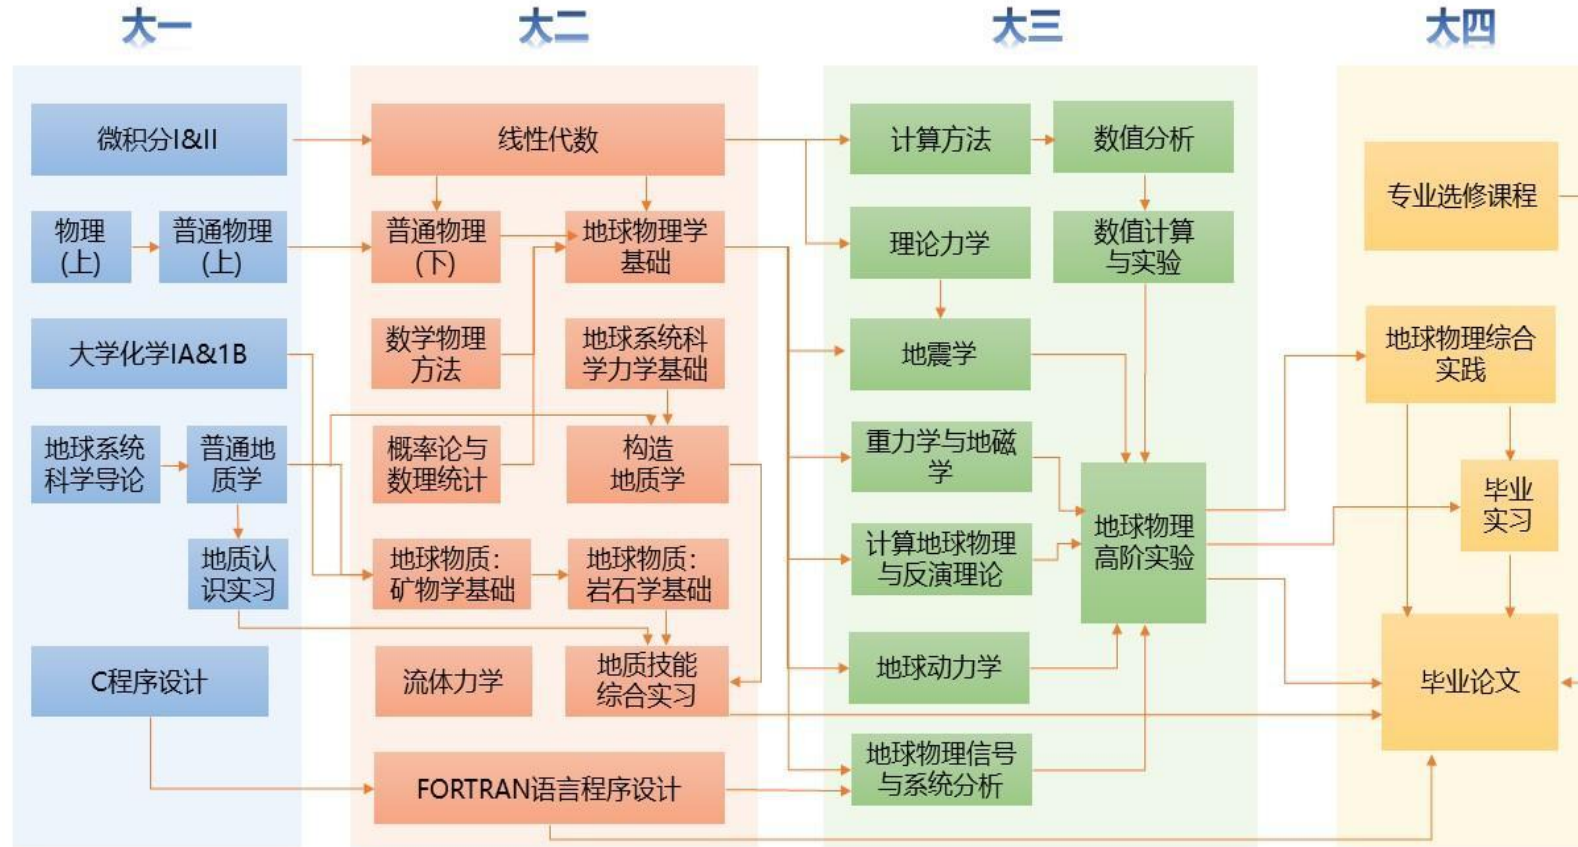 大一
大二
大三
大四
微积分I&II
物理
(上)
普通物理
(上)
大学化学IA&1B
地球系统
科学导论
普通地
质学
地质认
识实习
C程序设计
线性代数
普通物理
(下)
地球物理学
基础
数学物理
方法
地球系统科
学力学基础
概率论与
数理统计
构造
地质学
地球物质：
矿物学基础
地球物质：
岩石学基础
流体力学
地质技能
综合实习
FORTRAN语言程序设计
计算方法
数值分析
理论力学
数值计算
与实验
地震学
重力学与地磁
学
计算地球物理
与反演理论
地球物理
高阶实验
地球动力学
地球物理信号
与系统分析
专业选修课程
地球物理综合
实践
毕业
实习
毕业论文